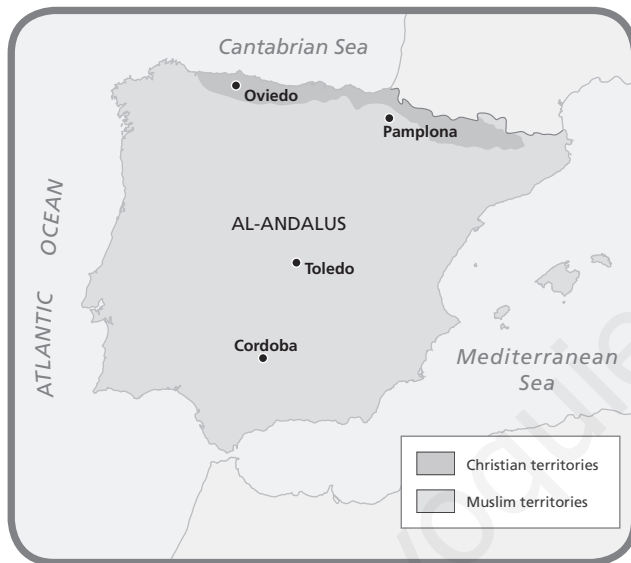 Cantabrian Sea
Oviedo
Pamplona
ATLANTIC OCEAN
AL-ANDALUS
Toledo
Cordoba
Mediterranean
Sea
Christian territories
Muslim territories